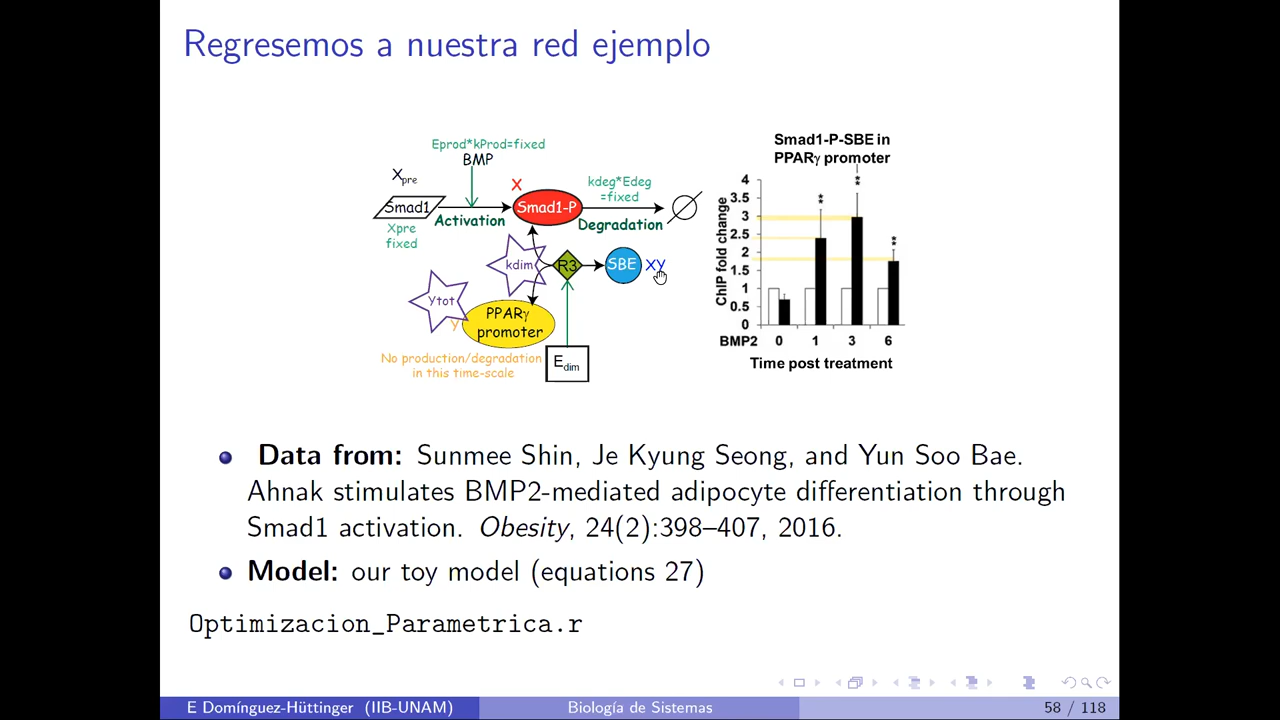 Regresemos a nuestra red ejemplo
Eprod*kProd=fixed
BMP
Xpre
Smad1
Xpre
fixed
Activation
X
Smad1-P
kdeg*Edeg
=fixed
Degradation
kdim
R3
SBE
XY
Ytot
Y
PPARγ
promoter
No production/degradation
in this time-scale
Edim
Smad1-P-SBE in
PPARγ promoter
ChIP fold change
4
3.5
3
2.5
2
1.5
1
0.5
0
**
**
**
BMP2 0 1 3 6
Time post treatment
Data from: Sunmee Shin, Je Kyung Seong, and Yun Soo Bae.
Ahnak stimulates BMP2-mediated adipocyte differentiation through
Smad1 activation. Obesity, 24(2):398–407, 2016.
Model: our toy model (equations 27)
Optimizacion_Parametrica.r
E Domínguez-Hüttinger (IIB-UNAM) Biología de Sistemas 58 / 118